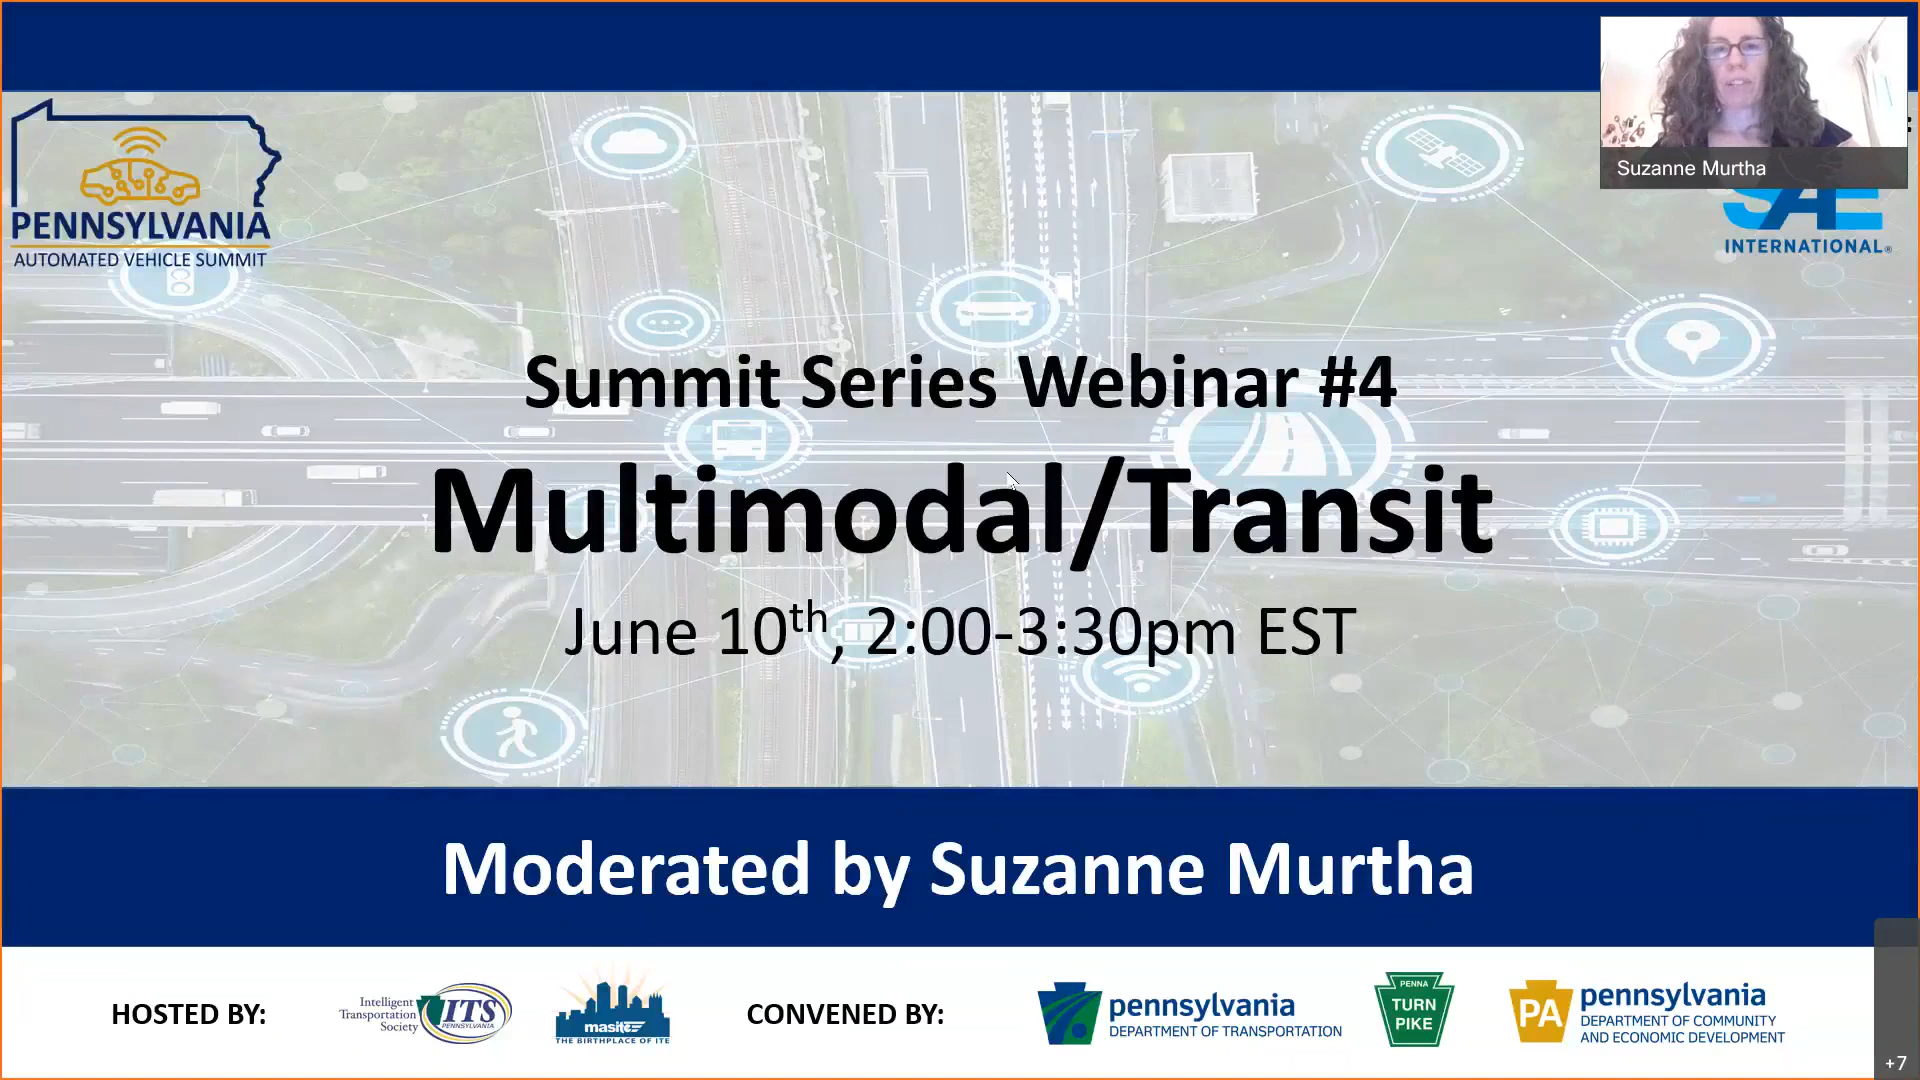 Suzanne Murtha
PENNSYLVANIA
AUTOMATED VEHICLE SUMMIT
SAE
INTERNATIONAL®
Summit Series Webinar #4
Multimodal/Transit
June 10th, 2:00-3:30pm EST
Moderated by Suzanne Murtha
HOSTED BY:
Intelligent
Transportation
Society
ITS
PENNSYLVANIA
masite
THE BIRTHPLACE OF ITE
CONVENED BY:
pennsylvania
DEPARTMENT OF TRANSPORTATION
PENNA
TURN
PIKE
PA
pennsylvania
DEPARTMENT OF COMMUNITY
AND ECONOMIC DEVELOPMENT
+7